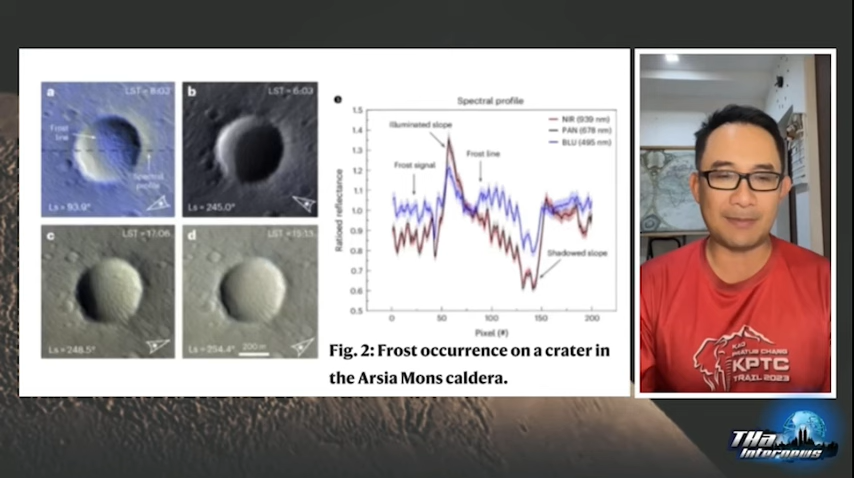 a
LST = 8:02
Frost
line
Spectral
profile
Ls = 93.9°
b
LST = 6:03
Ls = 245.0°
c
LST = 17:06
Ls = 248.5°
d
LST = 15:13
Ls = 254.4°
200 m
e
Spectral profile
Ratioed reflectance
1.5
1.4
1.3
1.2
1.1
1.0
0.9
0.8
0.7
0.6
0.5
Illuminated slope
Frost signal
Frost line
Shadowed slope
NIR (939 nm)
PAN (678 nm)
BLU (495 nm)
0
50
100
150
200
Pixel (#)
Fig. 2: Frost occurrence on a crater in
the Arsia Mons caldera.
KPTC
TRAIL 2023
THai